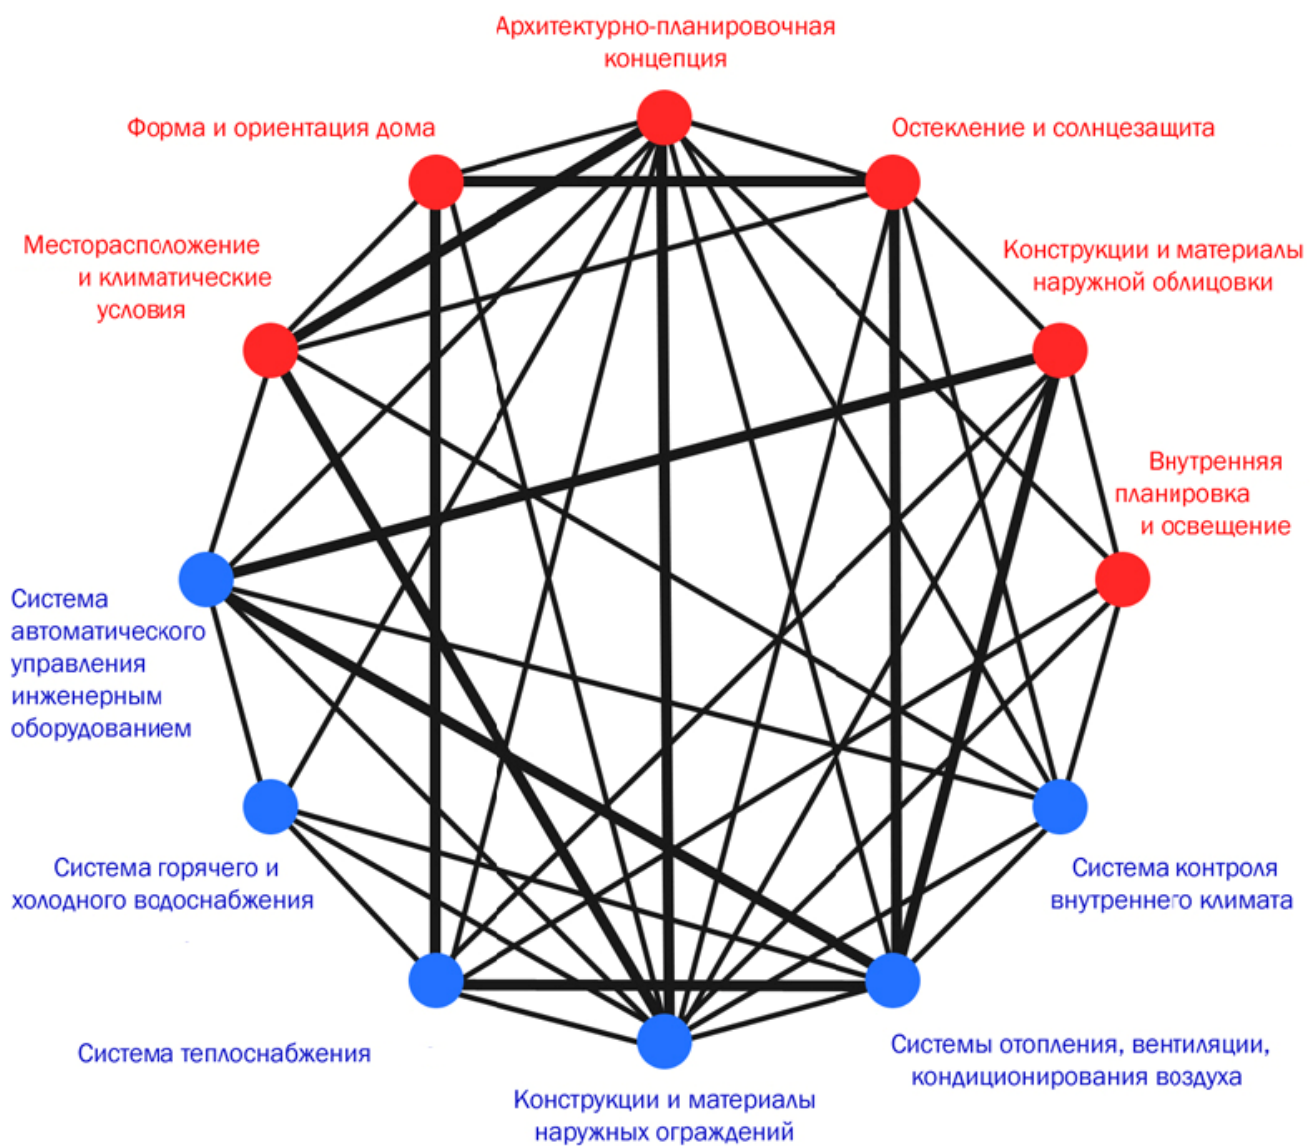 Архитектурно-планировочная
концепция
Форма и ориентация дома
Остекление и солнцезащита
Месторасположение
и климатические
условия
Конструкции и материалы
наружной облицовки
Внутренняя
планировка
и освещение
Система
автоматического
управления
инженерным
оборудованием
Система горячего и
холодного водоснабжения
Система контроля
внутреннего климата
Система теплоснабжения
Системы отопления, вентиляции,
кондиционирования воздуха
Конструкции и материалы
наружных ограждений